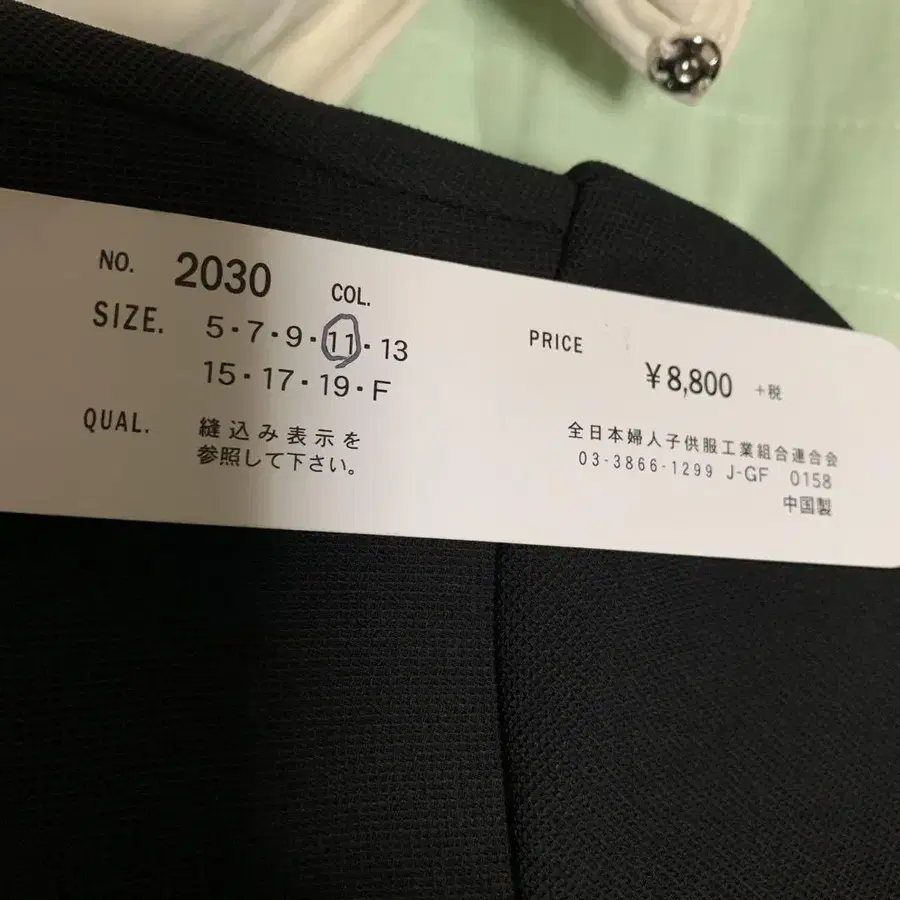 NO. 2030 COL.
SIZE. 5・7・9・11・13
15・17・19・F
QUAL. 縫込み表示を
参照して下さい。
PRICE
¥8,800 +税
全日本婦人子供服工業組合連合会
03-3866-1299 J-GF 0158
中国製